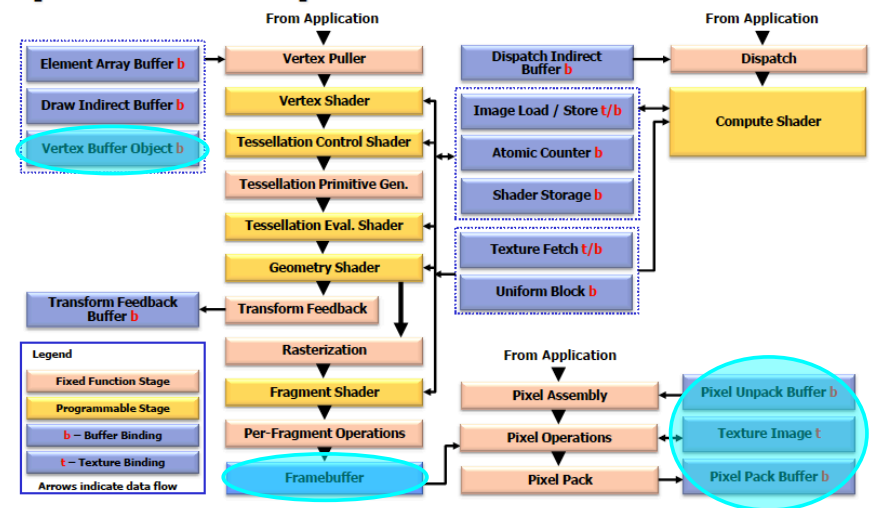 From Application
Vertex Puller
Element Array Buffer b
Draw Indirect Buffer b
Vertex Buffer Object b
Vertex Shader
Tessellation Control Shader
Tessellation Primitive Gen.
Tessellation Eval. Shader
Geometry Shader
Transform Feedback
Transform Feedback
Buffer b
Rasterization
Fragment Shader
Per-Fragment Operations
Framebuffer
Legend
Fixed Function Stage
Programmable Stage
b – Buffer Binding
t – Texture Binding
Arrows indicate data flow
From Application
Dispatch Indirect
Buffer b
Dispatch
Image Load / Store t/b
Atomic Counter b
Shader Storage b
Compute Shader
Texture Fetch t/b
Uniform Block b
From Application
Pixel Assembly
Pixel Operations
Pixel Pack
Pixel Unpack Buffer b
Texture Image t
Pixel Pack Buffer b